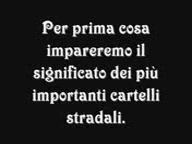 Per prima cosa
impareremo il
significato dei più
importanti cartelli
stradali.